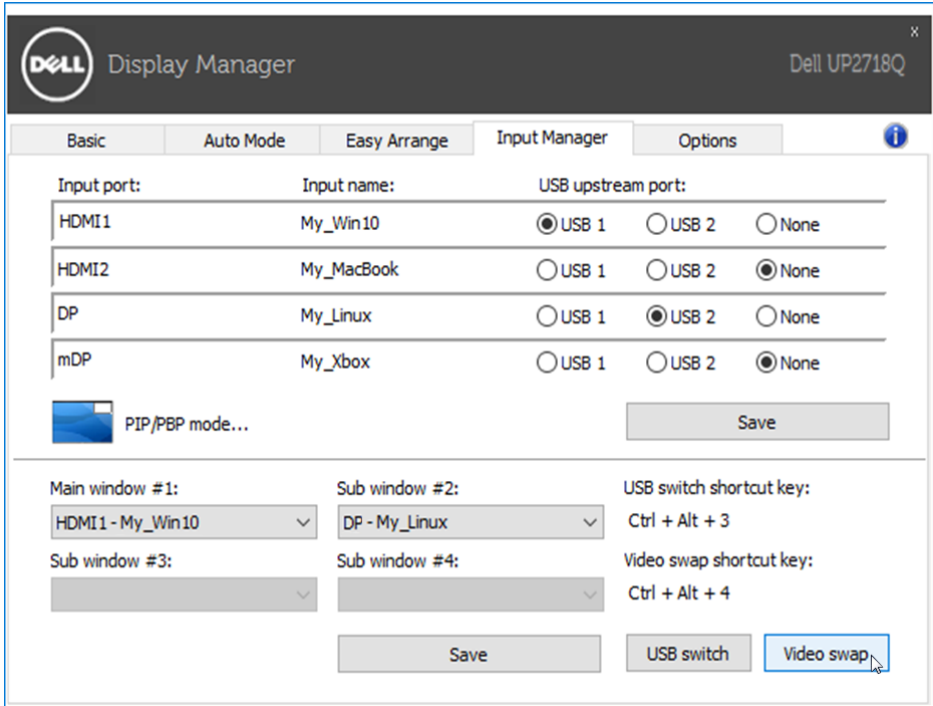 x
DELL Display Manager Dell UP2718Q
Basic Auto Mode Easy Arrange Input Manager Options i
Input port: Input name: USB upstream port:
HDMI1 My_Win10 USB 1 USB 2 None
HDMI2 My_MacBook USB 1 USB 2 None
DP My_Linux USB 1 USB 2 None
mDP My_Xbox USB 1 USB 2 None
PIP/PBP mode... Save
Main window #1: Sub window #2: USB switch shortcut key:
HDMI1 - My_Win10 DP - My_Linux Ctrl + Alt + 3
Sub window #3: Sub window #4: Video swap shortcut key:
Ctrl + Alt + 4
Save USB switch Video swap